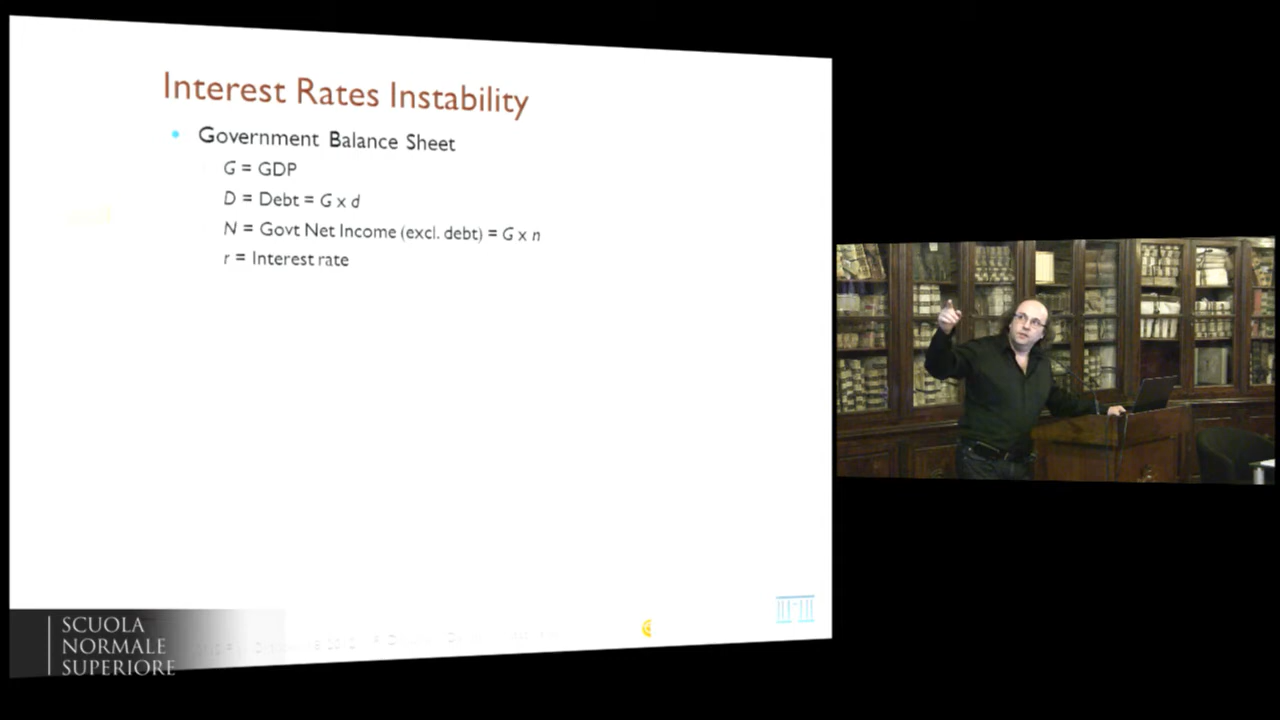 Interest Rates Instability
Government Balance Sheet
G = GDP
D = Debt = G x d
N = Govt Net Income (excl. debt) = G x n
r = Interest rate
SCUOLA
NORMALE
SUPERIORE